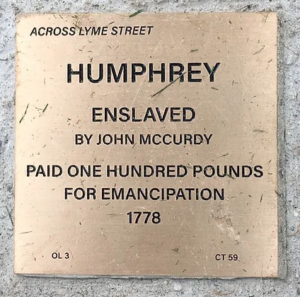 ACROSS LYME STREET
HUMPHREY
ENSLAVED
BY JOHN MCCURDY
PAID ONE HUNDRED POUNDS
FOR EMANCIPATION
1778
OL 3 CT 59